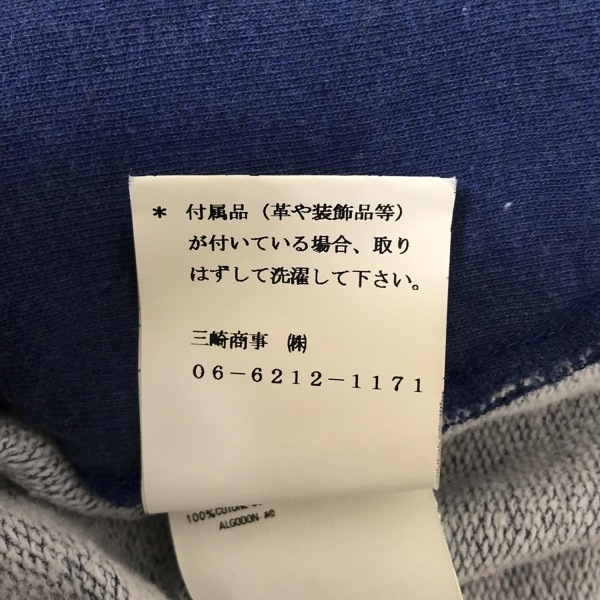 * 付属品（革や装飾品等）
が付いている場合、取り
はずして洗濯して下さい。
三崎商事 ㈱
06-6212-1171
100%
ALGODON-